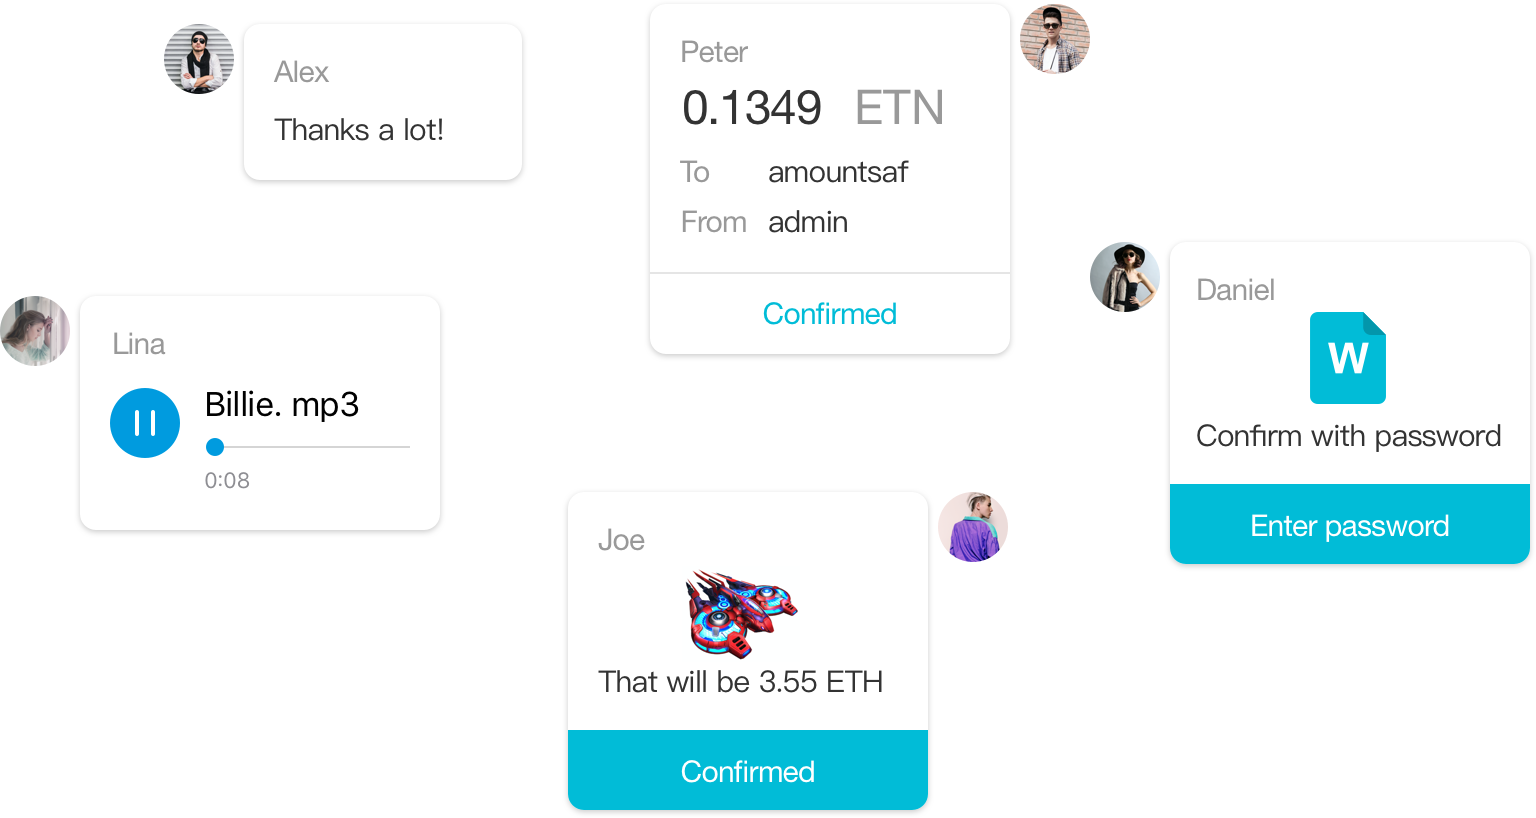 Alex
Thanks a lot!
Peter
0.1349 ETN
To amountsaf
From admin
Confirmed
Daniel
W
Confirm with password
Enter password
Lina
Billie. mp3
0:08
Joe
That will be 3.55 ETH
Confirmed